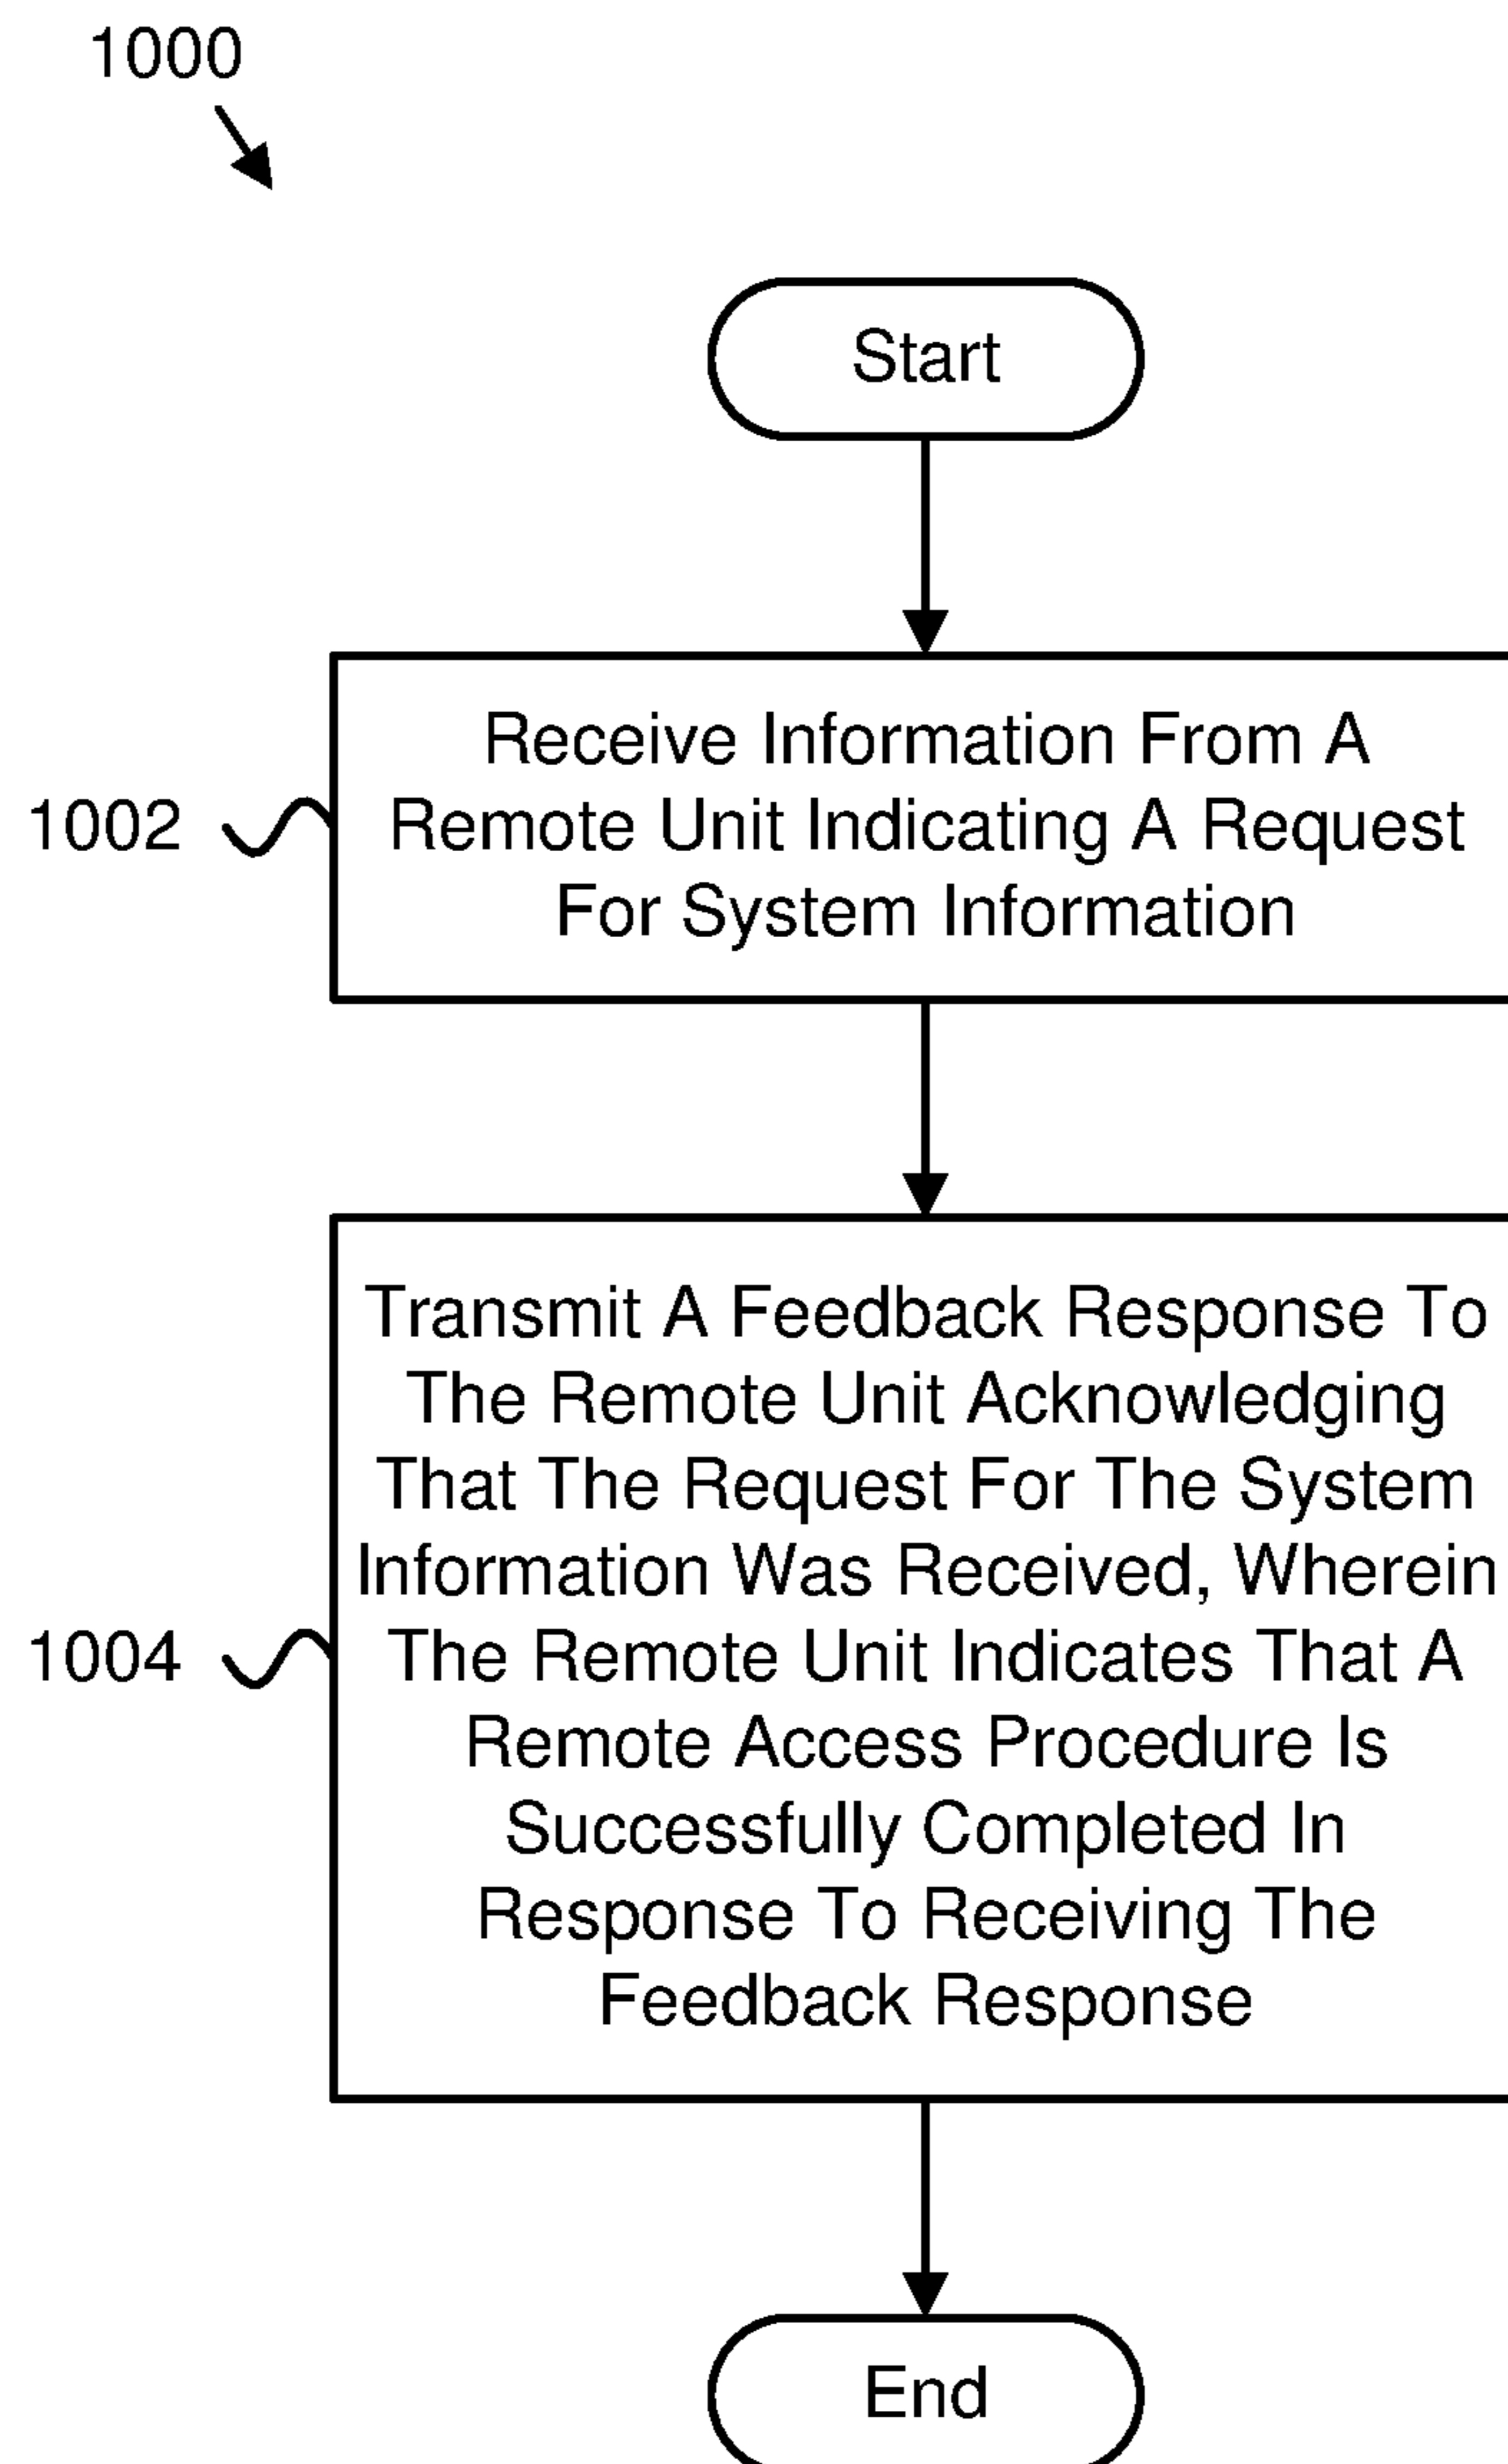 1000
Start
1002
Receive Information From A
Remote Unit Indicating A Request
For System Information
1004
Transmit A Feedback Response To
The Remote Unit Acknowledging
That The Request For The System
Information Was Received, Wherein
The Remote Unit Indicates That A
Remote Access Procedure Is
Successfully Completed In
Response To Receiving The
Feedback Response
End